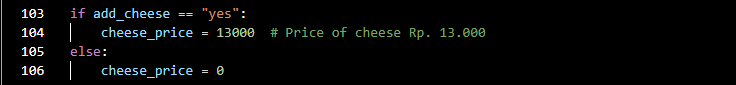 103 if add_cheese == "yes":
104     cheese_price = 13000  # Price of cheese Rp. 13.000
105 else:
106     cheese_price = 0